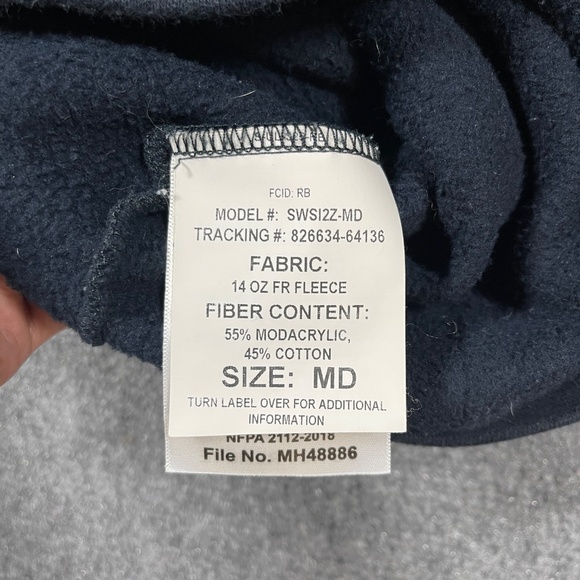 FCID: RB
MODEL #: SWSI2Z-MD
TRACKING #: 826634-64136
FABRIC:
14 OZ FR FLEECE
FIBER CONTENT:
55% MODACRYLIC,
45% COTTON
SIZE: MD
TURN LABEL OVER FOR ADDITIONAL
INFORMATION
NFPA 2112-2018
File No. MH48886